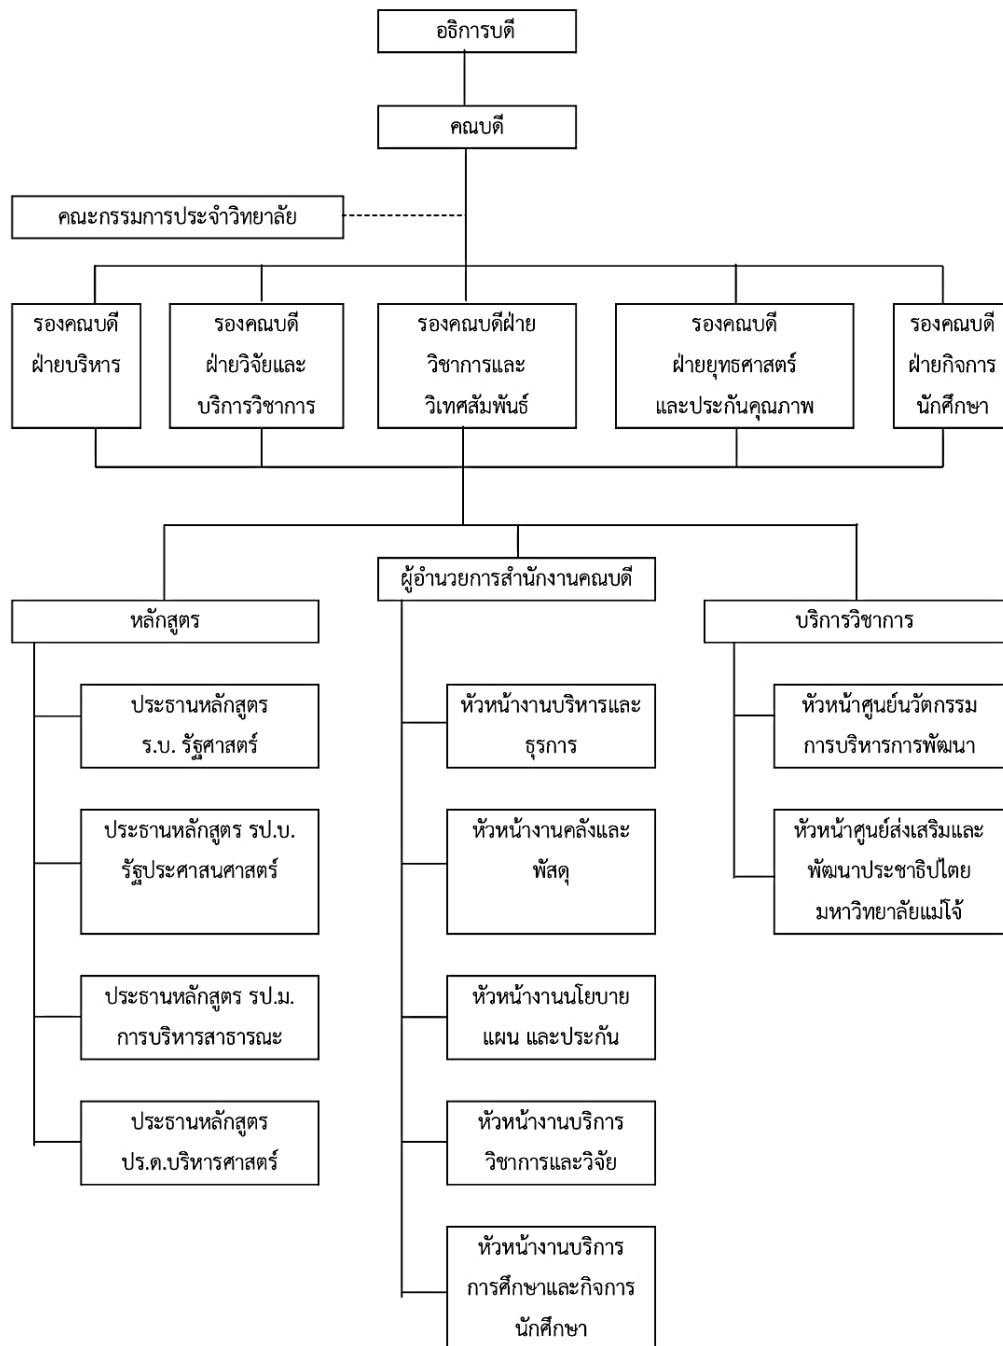 อธิการบดี
คณบดี
คณะกรรมการประจำวิทยาลัย
รองคณบดี
ฝ่ายบริหาร
รองคณบดี
ฝ่ายวิจัยและ
บริการวิชาการ
รองคณบดีฝ่าย
วิชาการและ
วิเทศสัมพันธ์
รองคณบดี
ฝ่ายยุทธศาสตร์
และประกันคุณภาพ
รองคณบดี
ฝ่ายกิจการ
นักศึกษา
หลักสูตร
ประธานหลักสูตร
ร.บ. รัฐศาสตร์
ประธานหลักสูตร รป.บ.
รัฐประศาสนศาสตร์
ประธานหลักสูตร รป.ม.
การบริหารสาธารณะ
ประธานหลักสูตร
ปร.ด.บริหารศาสตร์
ผู้อำนวยการสำนักงานคณบดี
หัวหน้างานบริหารและ
ธุรการ
หัวหน้างานคลังและ
พัสดุ
หัวหน้างานนโยบาย
แผน และประกัน
หัวหน้างานบริการ
วิชาการและวิจัย
หัวหน้างานบริการ
การศึกษาและกิจการ
นักศึกษา
บริการวิชาการ
หัวหน้าศูนย์นวัตกรรม
การบริหารการพัฒนา
หัวหน้าศูนย์ส่งเสริมและ
พัฒนาประชาธิปไตย
มหาวิทยาลัยแม่โจ้